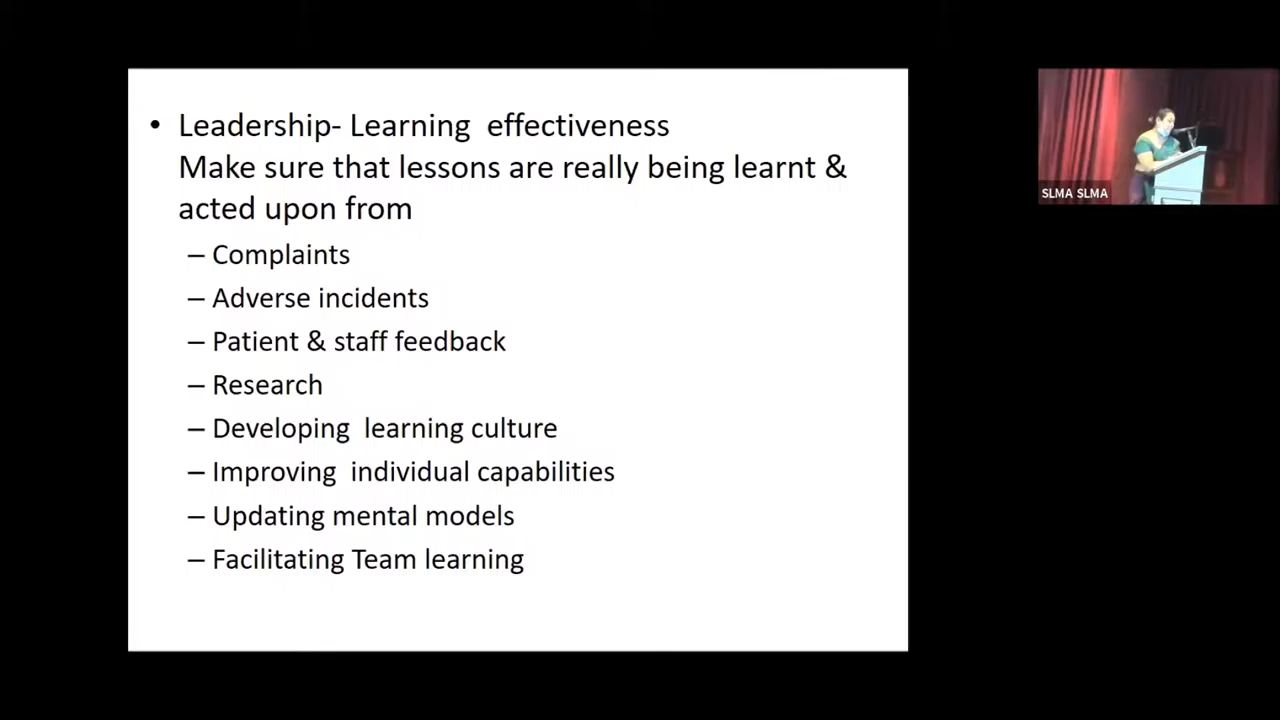 • Leadership- Learning  effectiveness
Make sure that lessons are really being learnt &
acted upon from
– Complaints
– Adverse incidents
– Patient & staff feedback
– Research
– Developing  learning culture
– Improving  individual capabilities
– Updating mental models
– Facilitating Team learning
SLMA SLMA